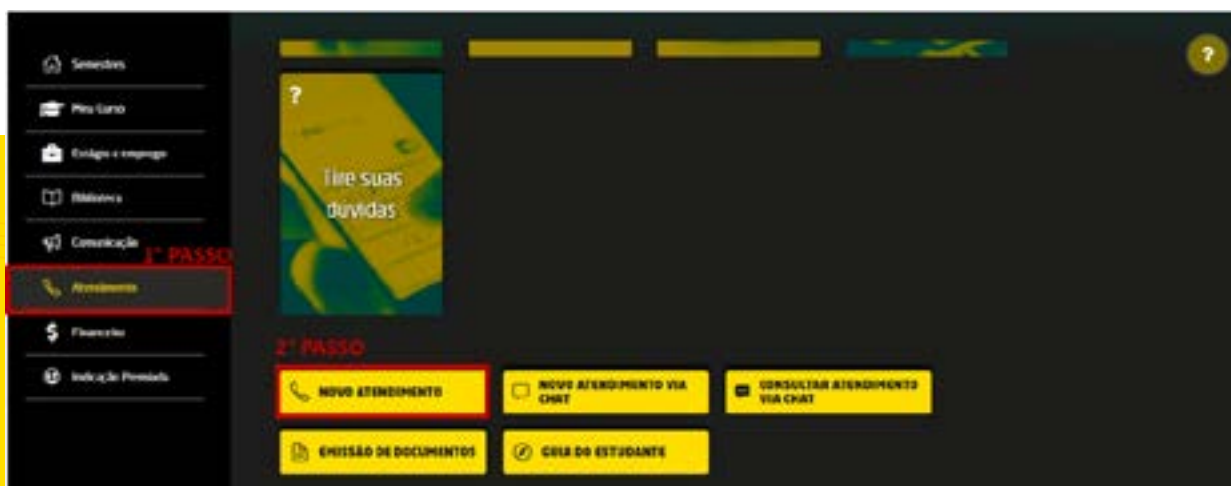 Semestres
Meu Curso
Estágio e emprego
Biblioteca
Comunicação
1° PASSO
Atendimento
Financeiro
Indicação Premiada
?
Tire suas
dúvidas
2° PASSO
NOVO ATENDIMENTO
NOVO ATENDIMENTO VIA
CHAT
CONSULTAR ATENDIMENTO
VIA CHAT
EMISSÃO DE DOCUMENTOS
GUIA DO ESTUDANTE
?